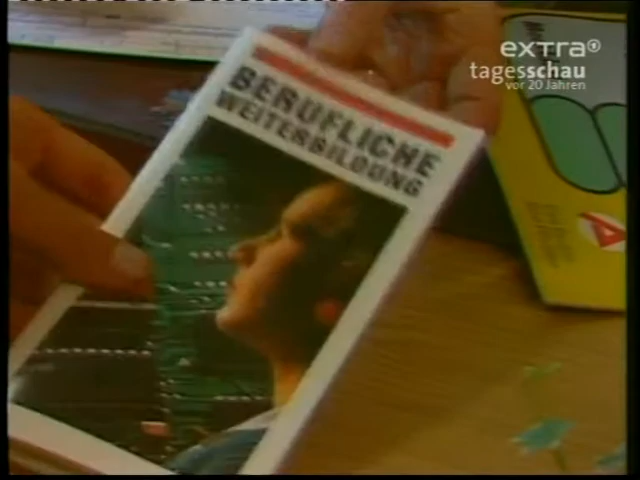 EXTRA
tagesschau
vor 20 Jahren
BERUFLICHE
WEITERBILDUNG